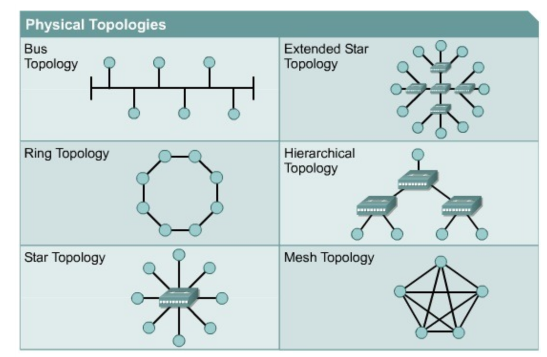 Physical Topologies
Bus
Topology
Extended Star
Topology
Ring Topology
Hierarchical
Topology
Star Topology
Mesh Topology